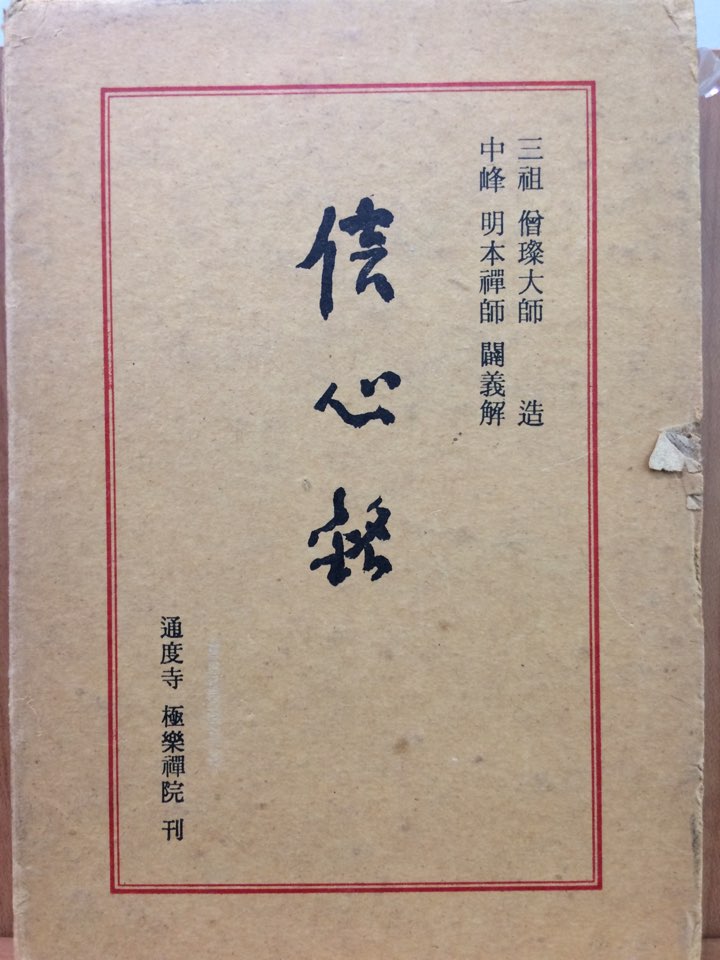 三祖 僧璨大師 造
中峰 明本禪師 闢義解
信心銘
通度寺 極樂禪院 刊